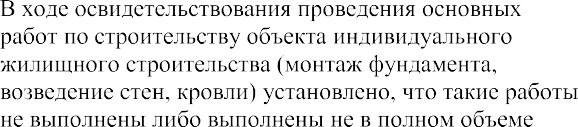 В ходе освидетельствования проведения основных
работ по строительству объекта индивидуального
жилищного строительства (монтаж фундамента,
возведение стен, кровли) установлено, что такие работы
не выполнены либо выполнены не в полном объеме